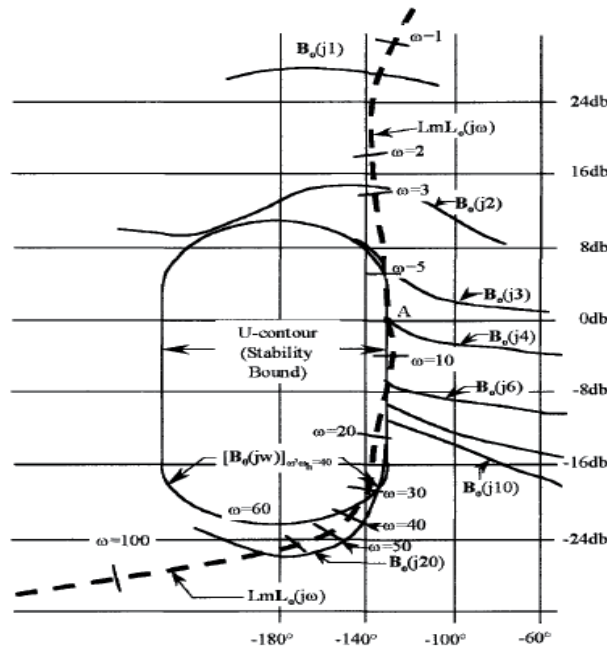 ω=1
B₀(j1)
24db
LmL₀(jω)
ω=2
16db
ω=3
B₀(j2)
8db
ω=5
B₀(j3)
A
0db
U-contour
(Stability
Bound)
B₀(j4)
ω=10
B₀(j6)
-8db
ω=20
[B₀(jw)]ω>ωh=40
-16db
B₀(j10)
ω=30
ω=60
ω=40
ω=100
ω=50
-24db
B₀(j20)
LmL₀(jω)
-180° -140° -100° -60°